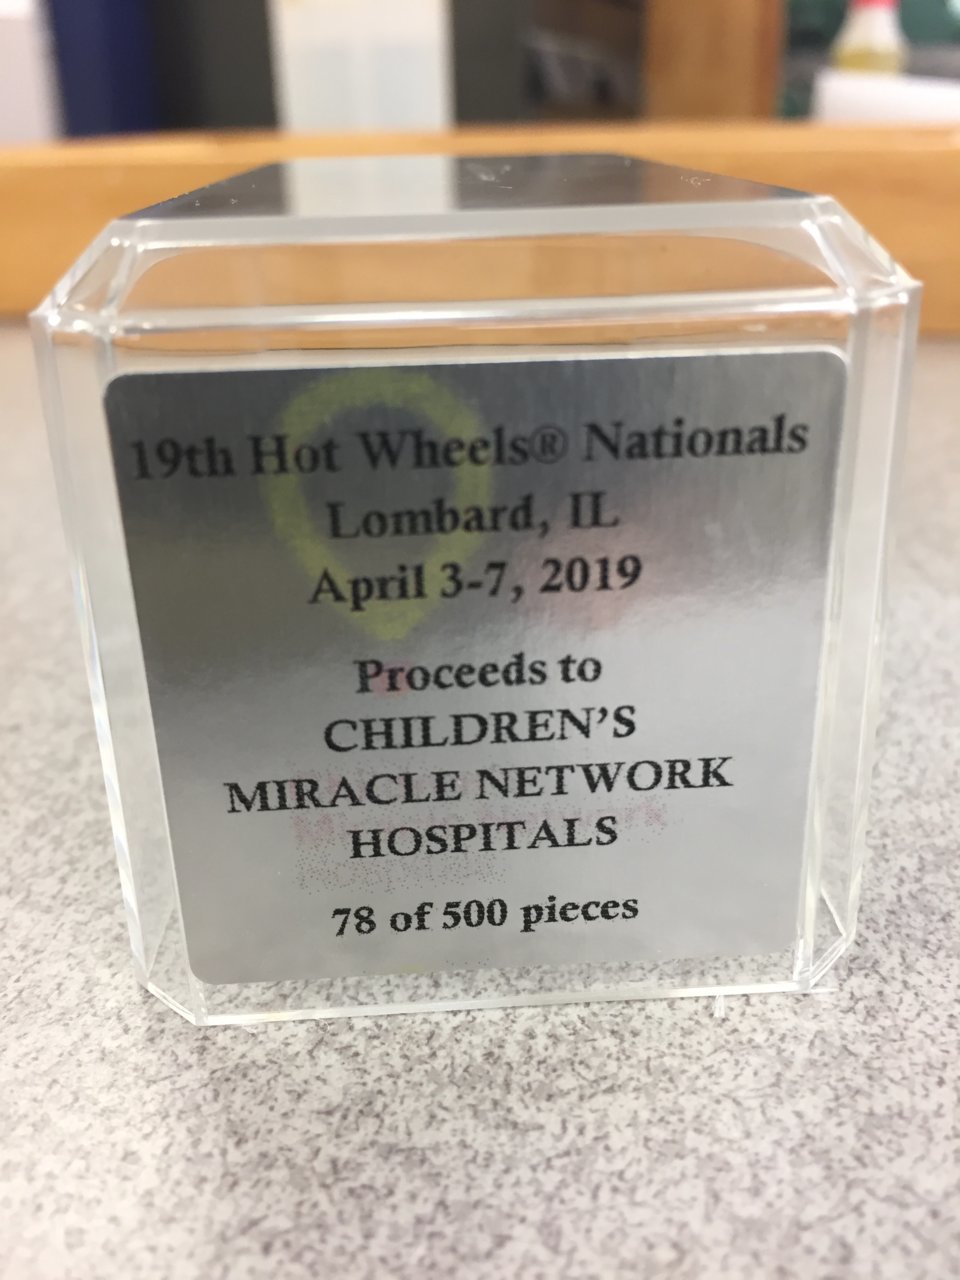 19th Hot Wheels® Nationals
Lombard, IL
April 3-7, 2019
Proceeds to
CHILDREN'S
MIRACLE NETWORK
HOSPITALS
78 of 500 pieces